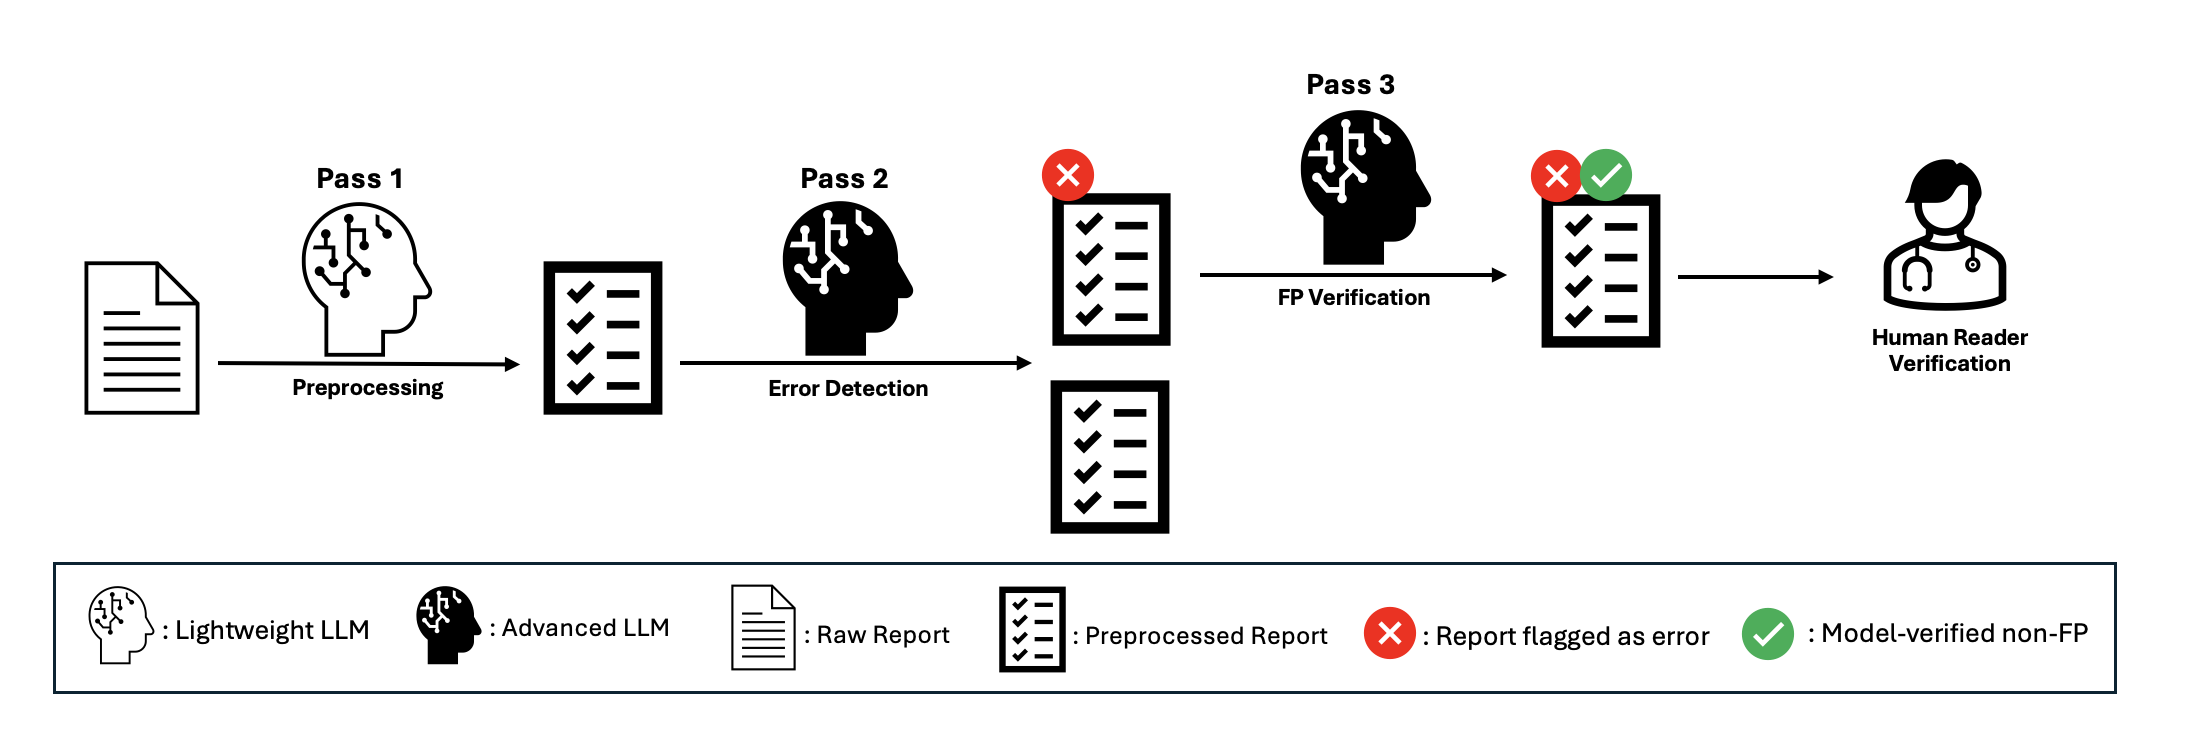 Pass 1
Preprocessing
Pass 2
Error Detection
Pass 3
FP Verification
Human Reader
Verification
: Lightweight LLM
: Advanced LLM
: Raw Report
: Preprocessed Report
: Report flagged as error
: Model-verified non-FP